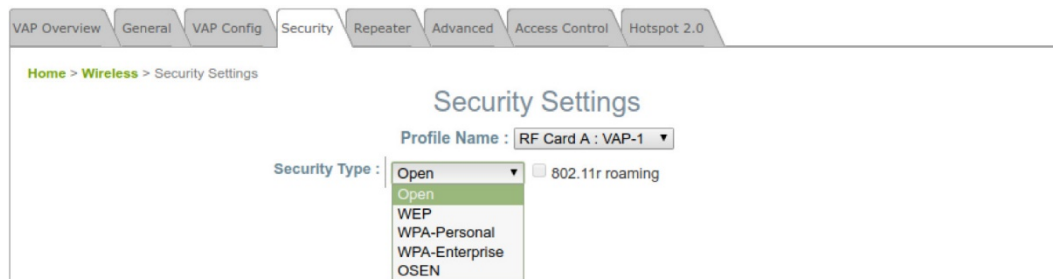 VAP Overview General VAP Config Security Repeater Advanced Access Control Hotspot 2.0
Home > Wireless > Security Settings
Security Settings
Profile Name : RF Card A : VAP-1
Security Type : Open 802.11r roaming
Open
WEP
WPA-Personal
WPA-Enterprise
OSEN